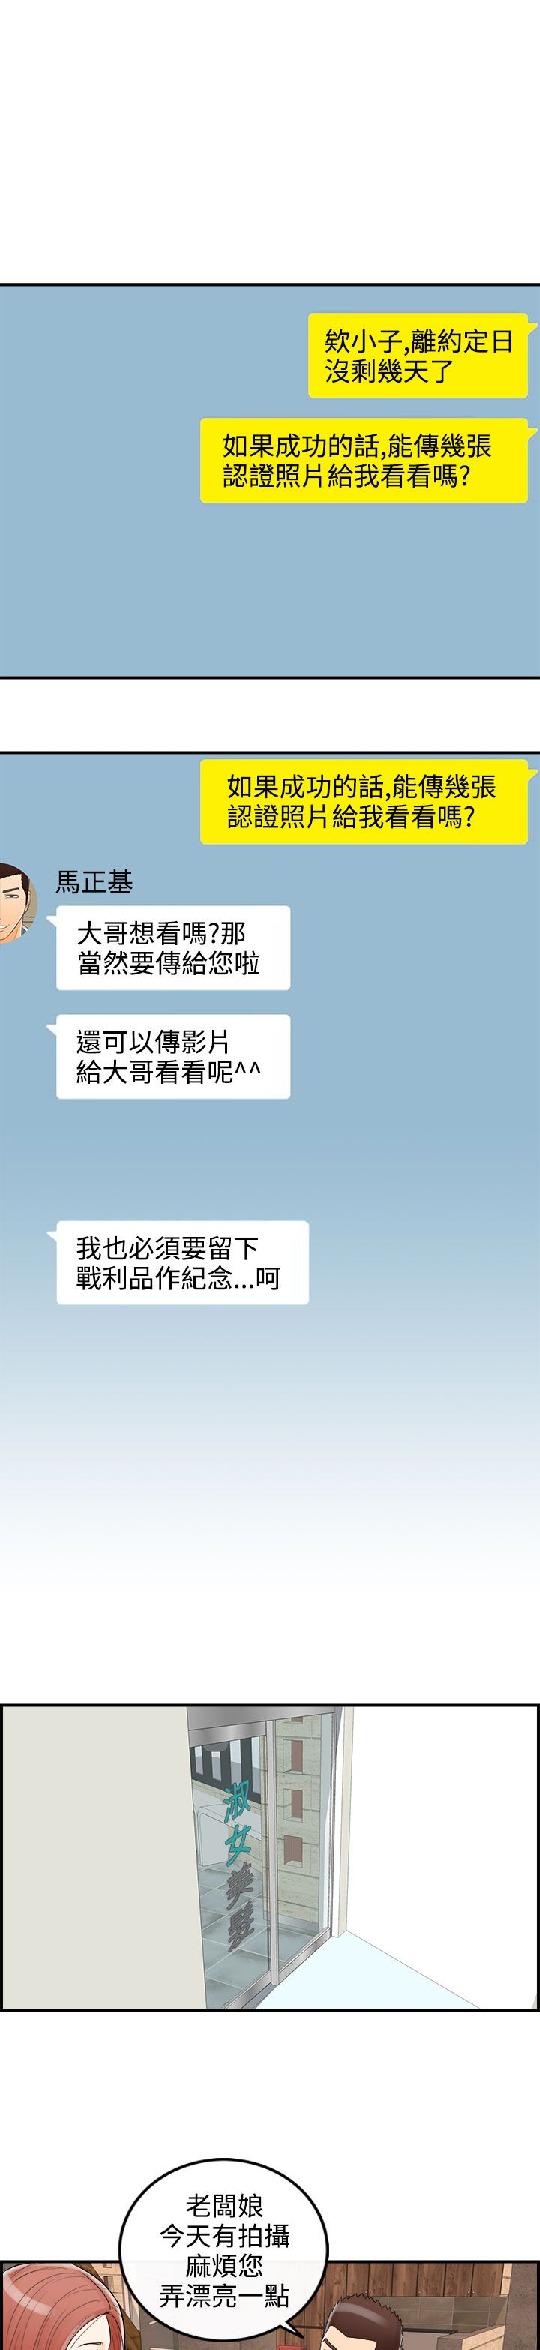 欸小子,離約定日
沒剩幾天了
如果成功的話,能傳幾張
認證照片給我看看嗎?
如果成功的話,能傳幾張
認證照片給我看看嗎?
馬正基
大哥想看嗎?那
當然要傳給您啦
還可以傳影片
給大哥看看呢^^
我也必須要留下
戰利品作紀念...呵
淑女美髮
老闆娘
今天有拍攝
麻煩您
弄漂亮一點